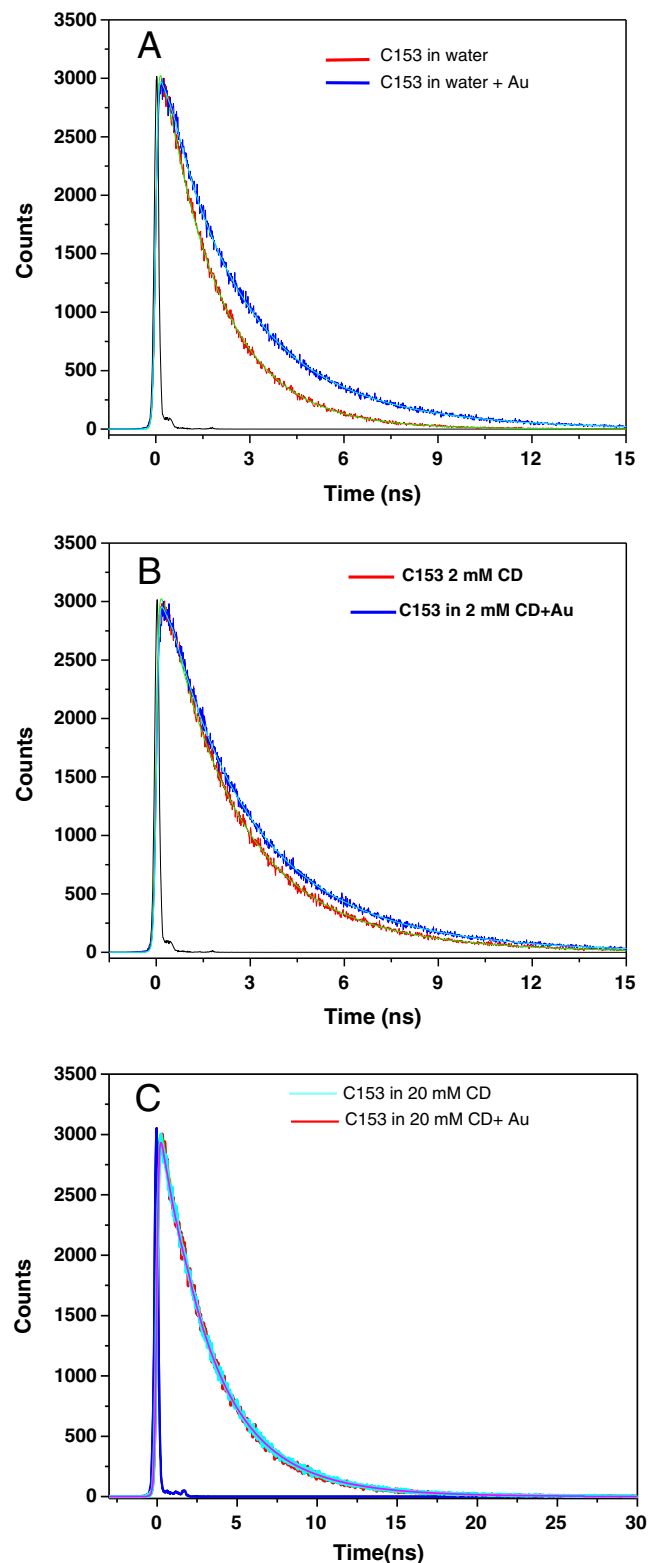 A
C153 in water
C153 in water + Au
3500
3000
2500
2000
1500
1000
500
0
Counts
0 3 6 9 12 15
Time (ns)
B
C153 2 mM CD
C153 in 2 mM CD+Au
3500
3000
2500
2000
1500
1000
500
0
Counts
0 3 6 9 12 15
Time (ns)
C
C153 in 20 mM CD
C153 in 20 mM CD+ Au
3500
3000
2500
2000
1500
1000
500
0
Counts
0 5 10 15 20 25 30
Time(ns)